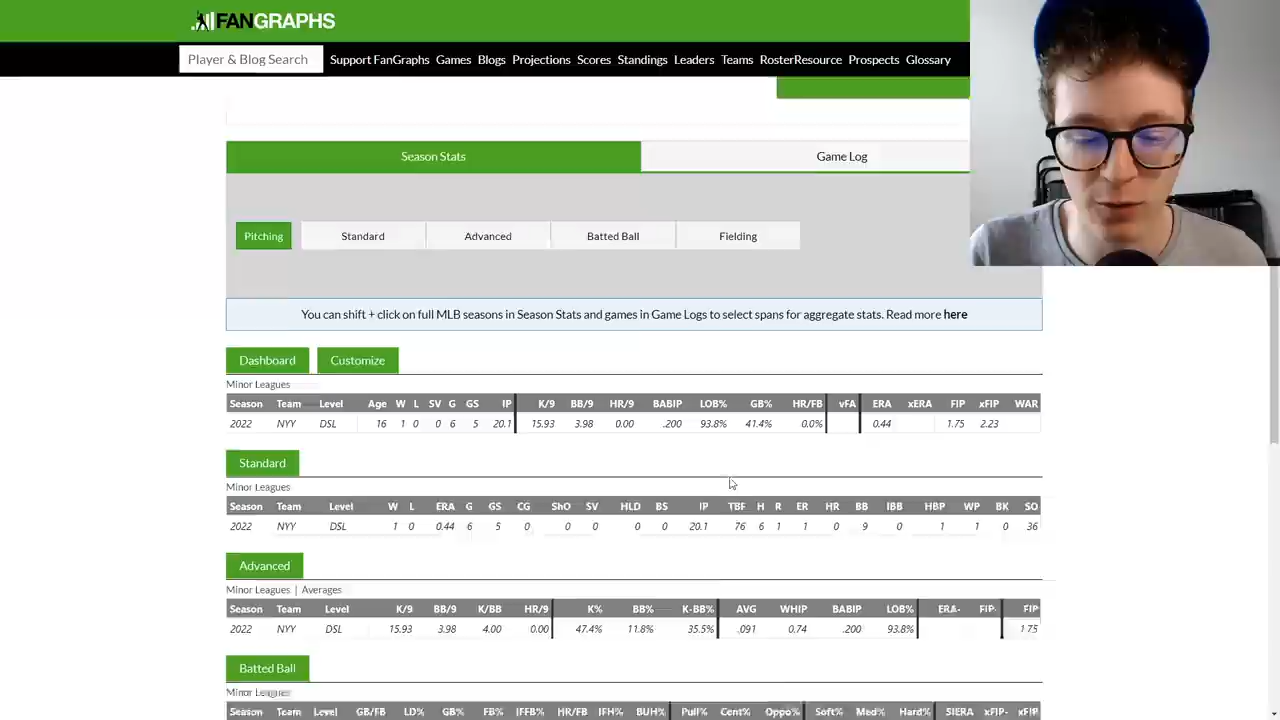 FANGRAPHS
Player & Blog Search Support FanGraphs Games Blogs Projections Scores Standings Leaders Teams RosterResource Prospects Glossary
Season Stats Game Log
Pitching Standard Advanced Batted Ball Fielding
You can shift + click on full MLB seasons in Season Stats and games in Game Logs to select spans for aggregate stats. Read more here
Dashboard Customize
Minor Leagues
Season Team Level Age W L SV G GS IP K/9 BB/9 HR/9 BABIP LOB% GB% HR/FB vFA ERA xERA FIP xFIP WAR
2022 NYY DSL 16 1 0 0 6 5 20.1 15.93 3.98 0.00 .200 93.8% 41.4% 0.0% 0.44 1.75 2.23
Standard
Minor Leagues
Season Team Level W L ERA G GS CG ShO SV HLD BS IP TBF H R ER HR BB IBB HBP WP BK SO
2022 NYY DSL 1 0 0.44 6 5 0 0 0 0 0 20.1 76 6 1 1 0 9 0 1 1 0 36
Advanced
Minor Leagues | Averages
Season Team Level K/9 BB/9 K/BB HR/9 K% BB% K-BB% AVG WHIP BABIP LOB% ERA- FIP- FIP
2022 NYY DSL 15.93 3.98 4.00 0.00 47.4% 11.8% 35.5% .091 0.74 .200 93.8% 1.75
Batted Ball
Minor Leagues
Season Team Level GB/FB LD% GB% FB% IFFB% HR/FB IFH% BUH% Pull% Cent% Oppo% Soft% Med% Hard% SIERA xFIP- xFIP